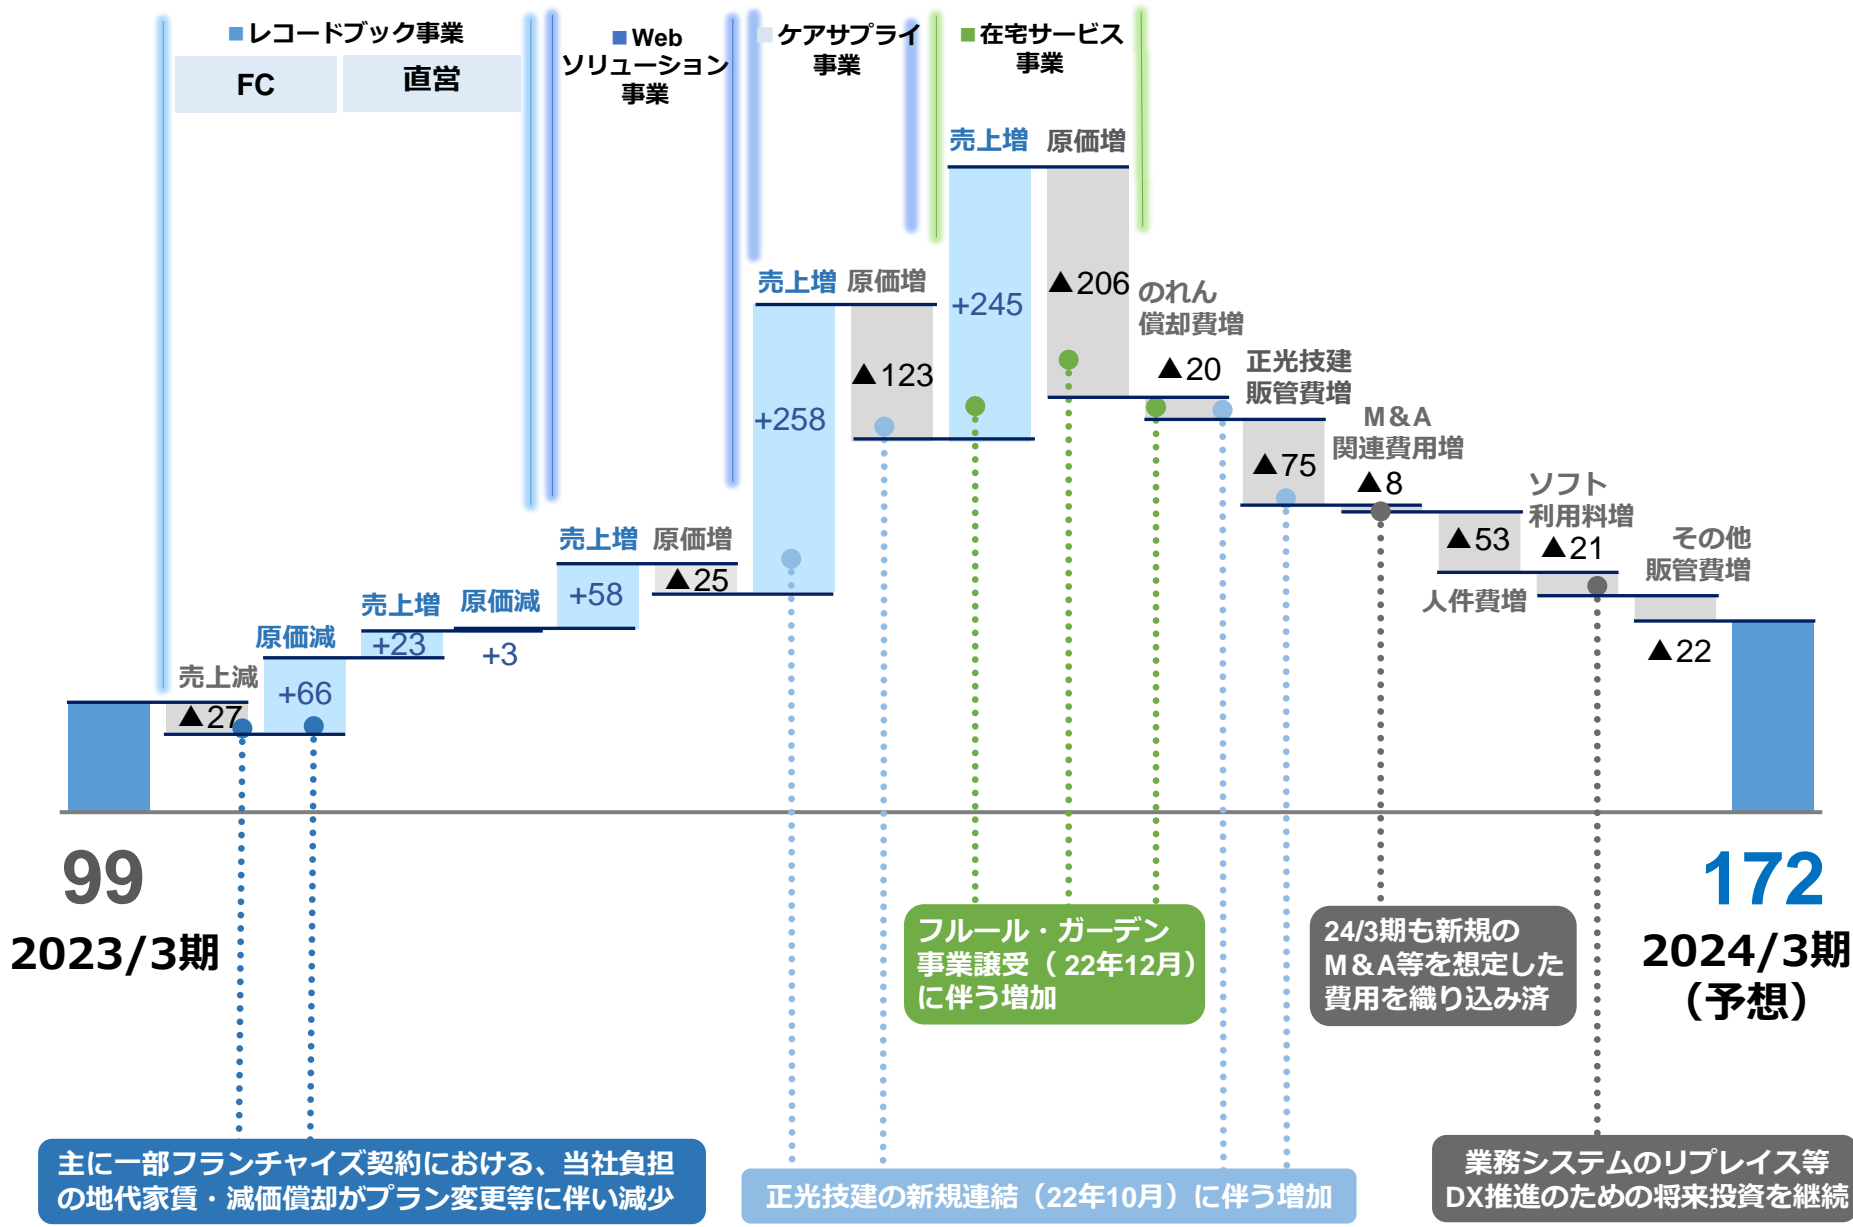 ■レコードブック事業
FC
直営
■Web
ソリューション
事業
ケアサプライ
事業
■在宅サービス
事業
売上減
▲27
原価減
+66
売上増
+23
原価減
+3
売上増
+58
原価増
▲25
売上増
+258
原価増
▲123
売上増
+245
原価増
▲206
のれん
償却費増
▲20
正光技建
販管費増
▲75
M&A
関連費用増
▲8
▲53
人件費増
ソフト
利用料増
▲21
その他
販管費増
▲22
99
2023/3期
172
2024/3期
(予想)
フルール・ガーデン
事業譲受（22年12月）
に伴う増加
24/3期も新規の
M&A等を想定した
費用を織り込み済
主に一部フランチャイズ契約における、当社負担
の地代家賃・減価償却がプラン変更等に伴い減少
正光技建の新規連結（22年10月）に伴う増加
業務システムのリプレイス等
DX推進のための将来投資を継続